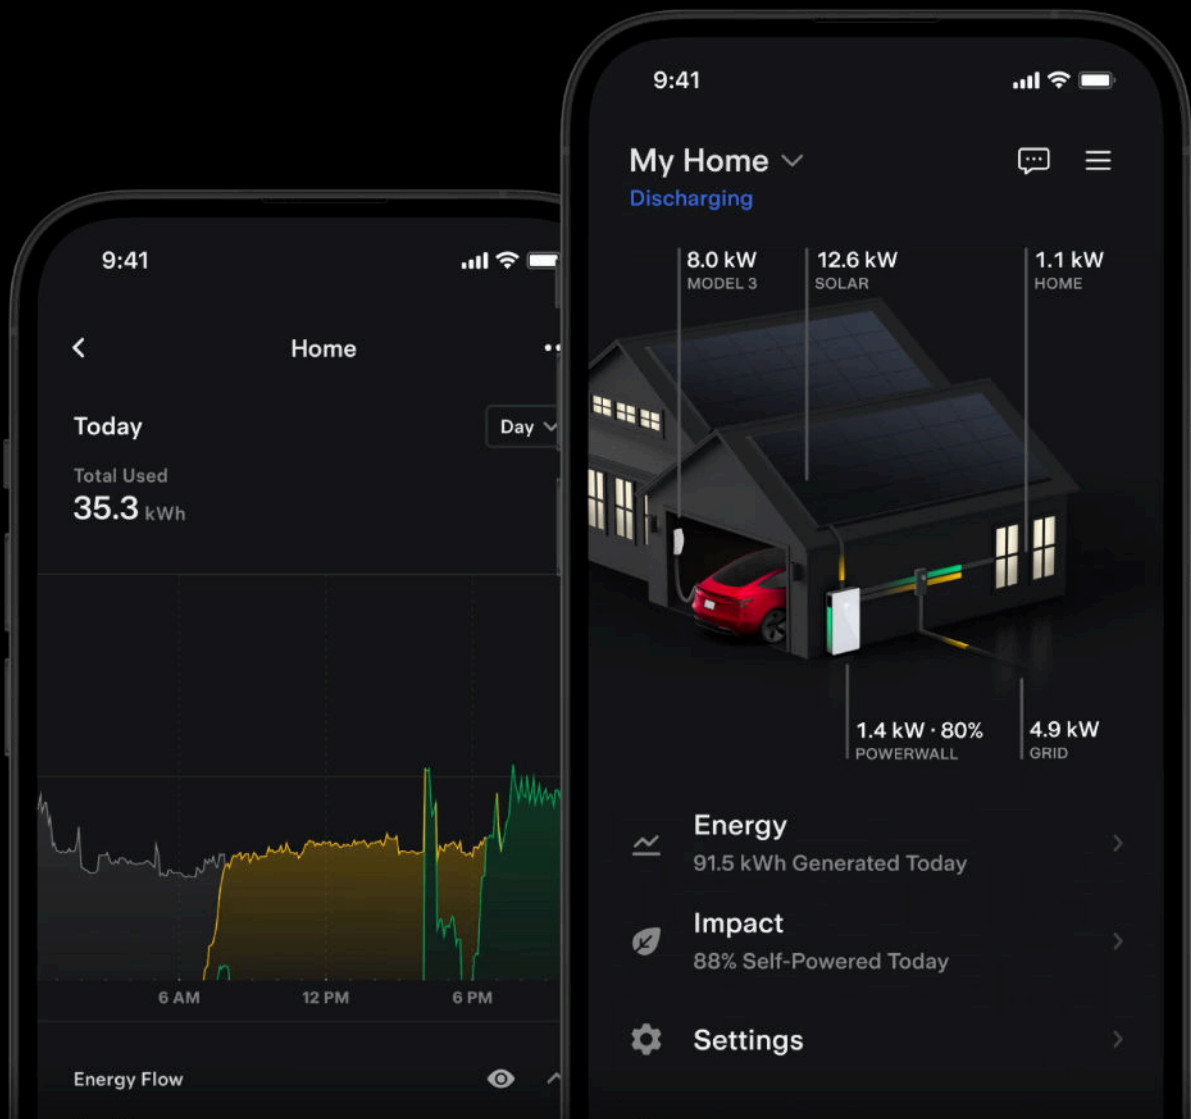 9:41
Home
Today
Day
Total Used
35.3 kWh
6 AM 12 PM 6 PM
Energy Flow
9:41
My Home
Discharging
8.0 kW 12.6 kW 1.1 kW
MODEL 3 SOLAR HOME
1.4 kW · 80% 4.9 kW
POWERWALL GRID
Energy
91.5 kWh Generated Today
Impact
88% Self-Powered Today
Settings